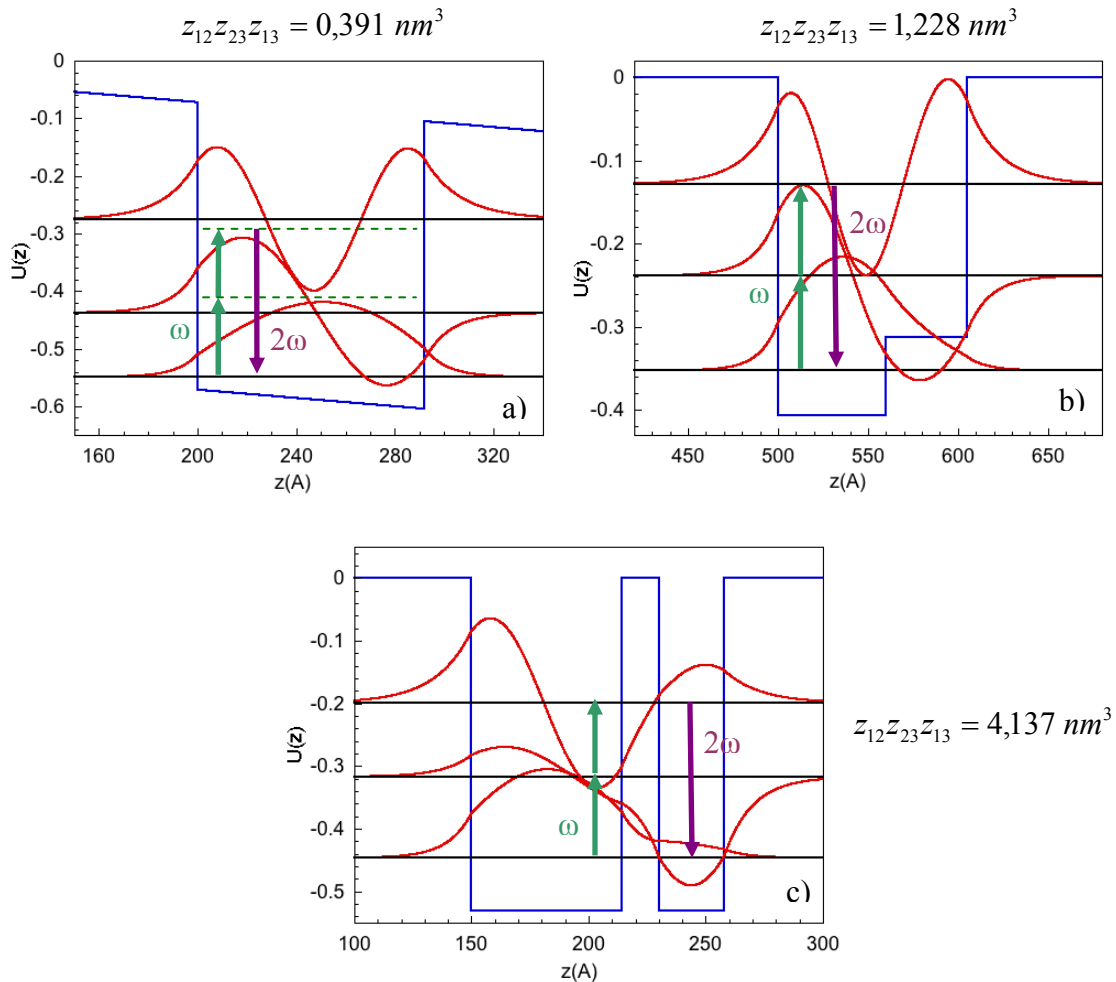 z₁₂z₂₃z₁₃ = 0,391 nm³
z₁₂z₂₃z₁₃ = 1,228 nm³
0
-0.1
-0.2
-0.3
-0.4
-0.5
-0.6
U(z)
ω
2ω
a)
160 200 240 280 320
z(A)
0
-0.1
-0.2
-0.3
-0.4
U(z)
ω
2ω
b)
450 500 550 600 650
z(A)
0
-0.1
-0.2
-0.3
-0.4
-0.5
U(z)
ω
2ω
c)
100 150 200 250 300
z(A)
z₁₂z₂₃z₁₃ = 4,137 nm³